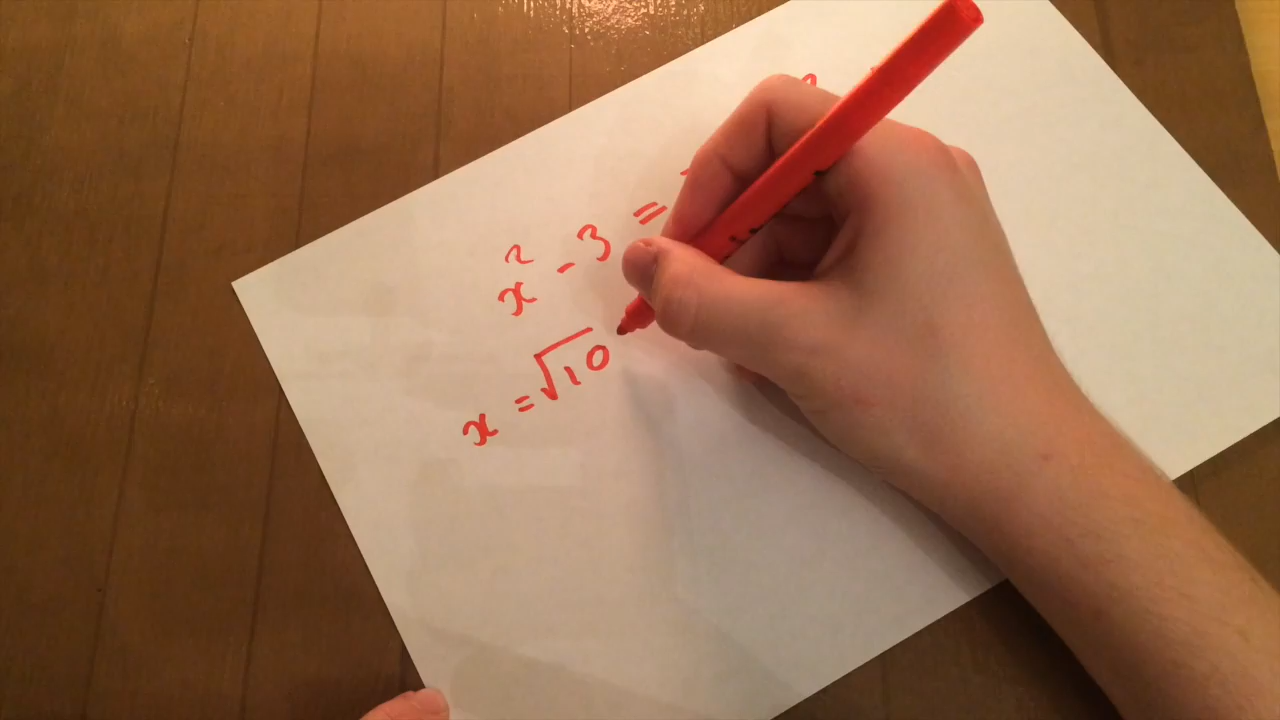 x² - 3 =
x = √10